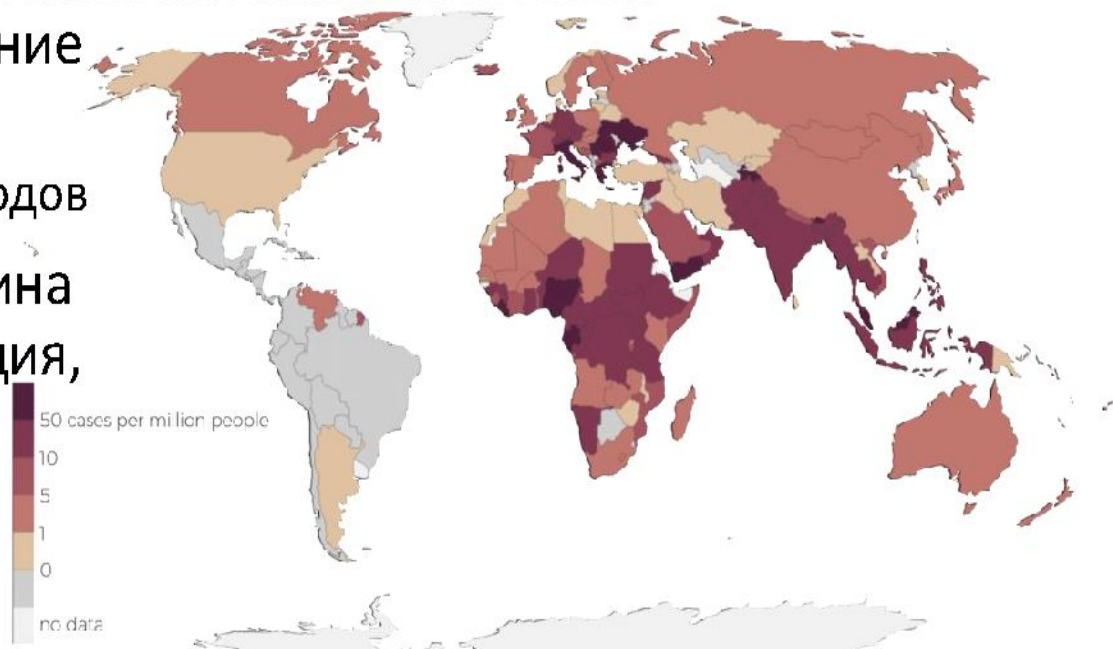 ние
одов
ина
ция,
50 cases per million people
10
5
1
0
no data